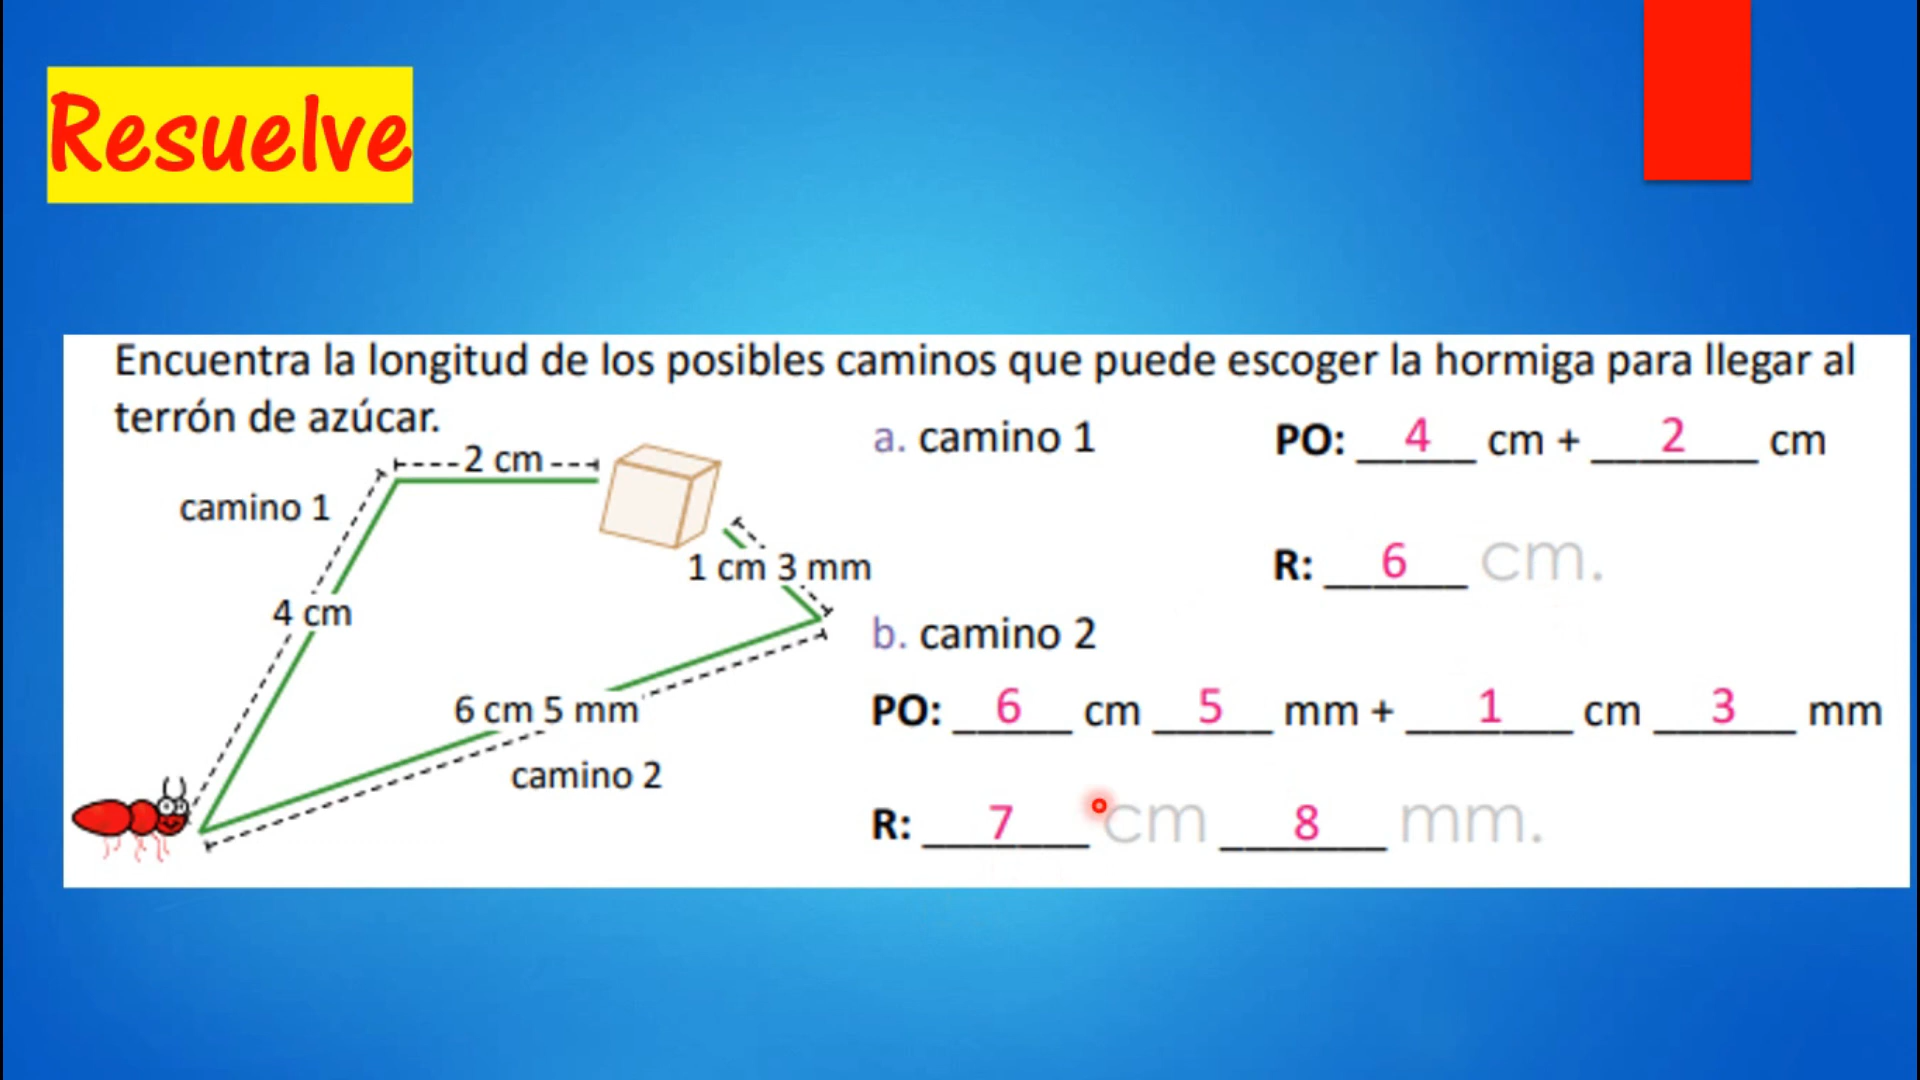 Resuelve
Encuentra la longitud de los posibles caminos que puede escoger la hormiga para llegar al
terrón de azúcar.
2 cm
camino 1
1 cm 3 mm
4 cm
6 cm 5 mm
camino 2
a. camino 1
PO: 4 cm + 2 cm
R: 6 cm.
b. camino 2
PO: 6 cm 5 mm + 1 cm 3 mm
R: 7 cm 8 mm.